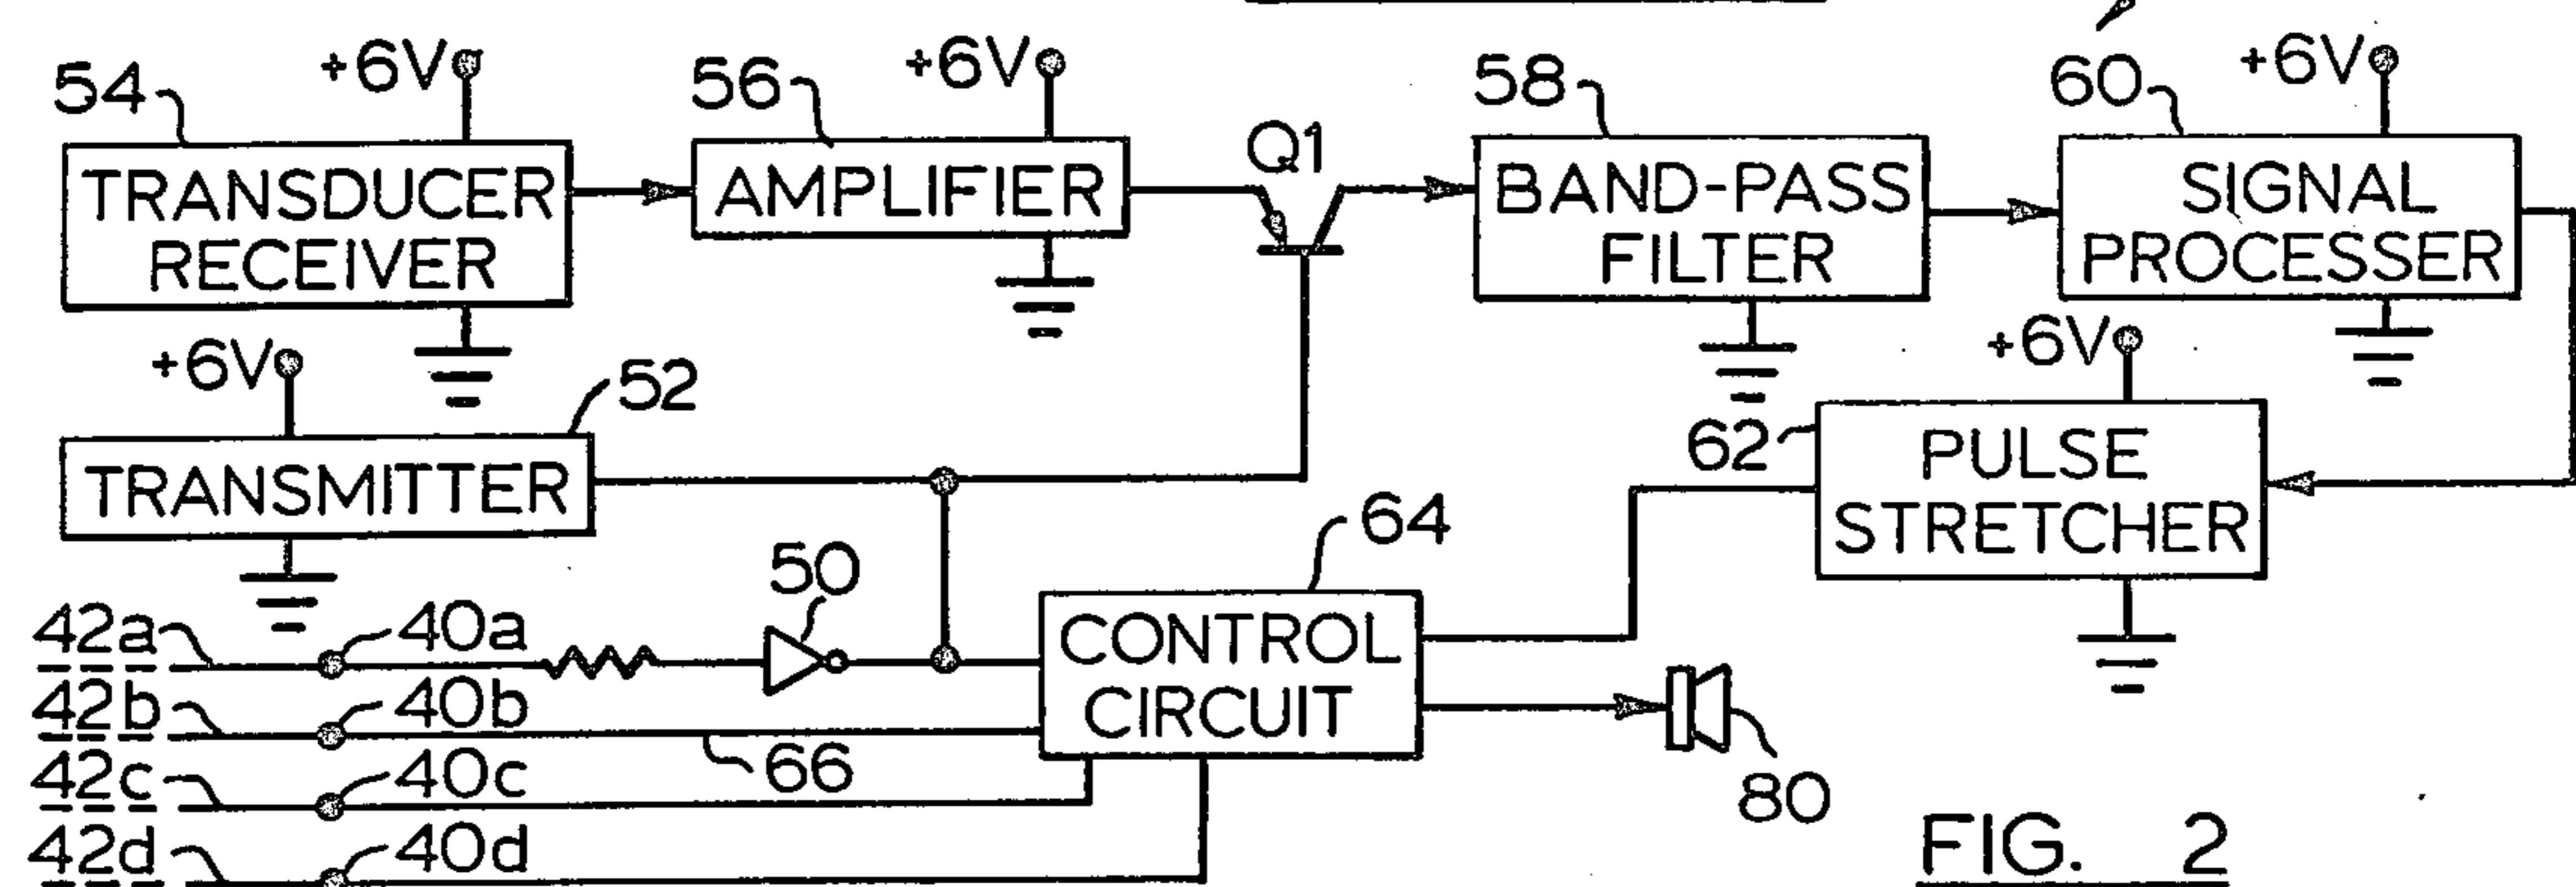 54
+6V
56
+6V
58
60
+6V
TRANSDUCER
RECEIVER
AMPLIFIER
Q1
BAND-PASS
FILTER
SIGNAL
PROCESSER
+6V
52
TRANSMITTER
+6V
62
PULSE
STRETCHER
50
64
CONTROL
CIRCUIT
42a
40a
42b
40b
66
42c
40c
42d
40d
80
FIG. 2